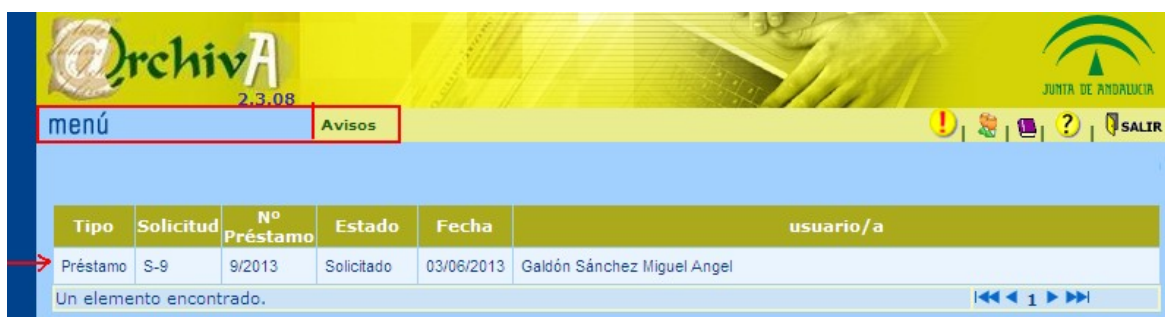 @rchivA
2.3.08
JUNTA DE ANDALUCIA
menú
Avisos
! | | | ? | SALIR
Tipo Solicitud Nº Préstamo Estado Fecha usuario/a
Préstamo S-9 9/2013 Solicitado 03/06/2013 Galdón Sánchez Miguel Angel
Un elemento encontrado. 1